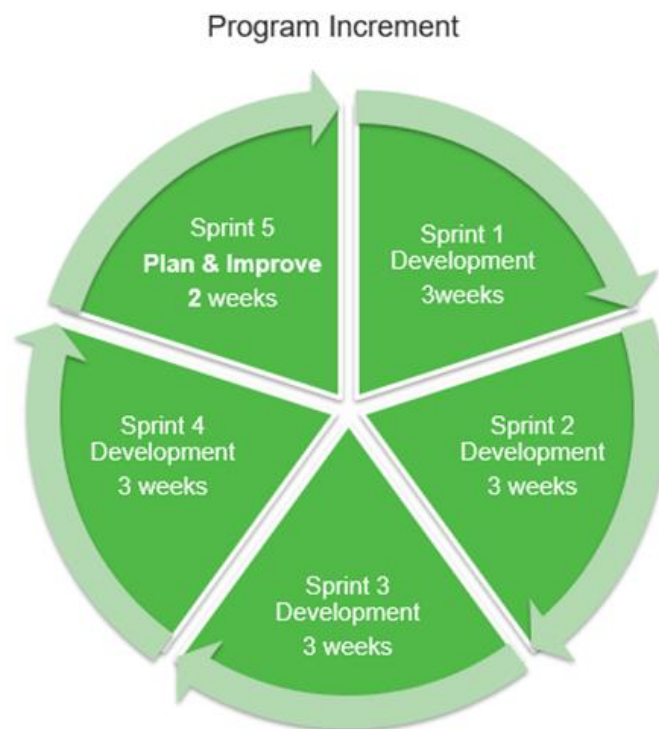 Program Increment
Sprint 1
Development
3weeks
Sprint 2
Development
3 weeks
Sprint 3
Development
3 weeks
Sprint 4
Development
3 weeks
Sprint 5
Plan & Improve
2 weeks